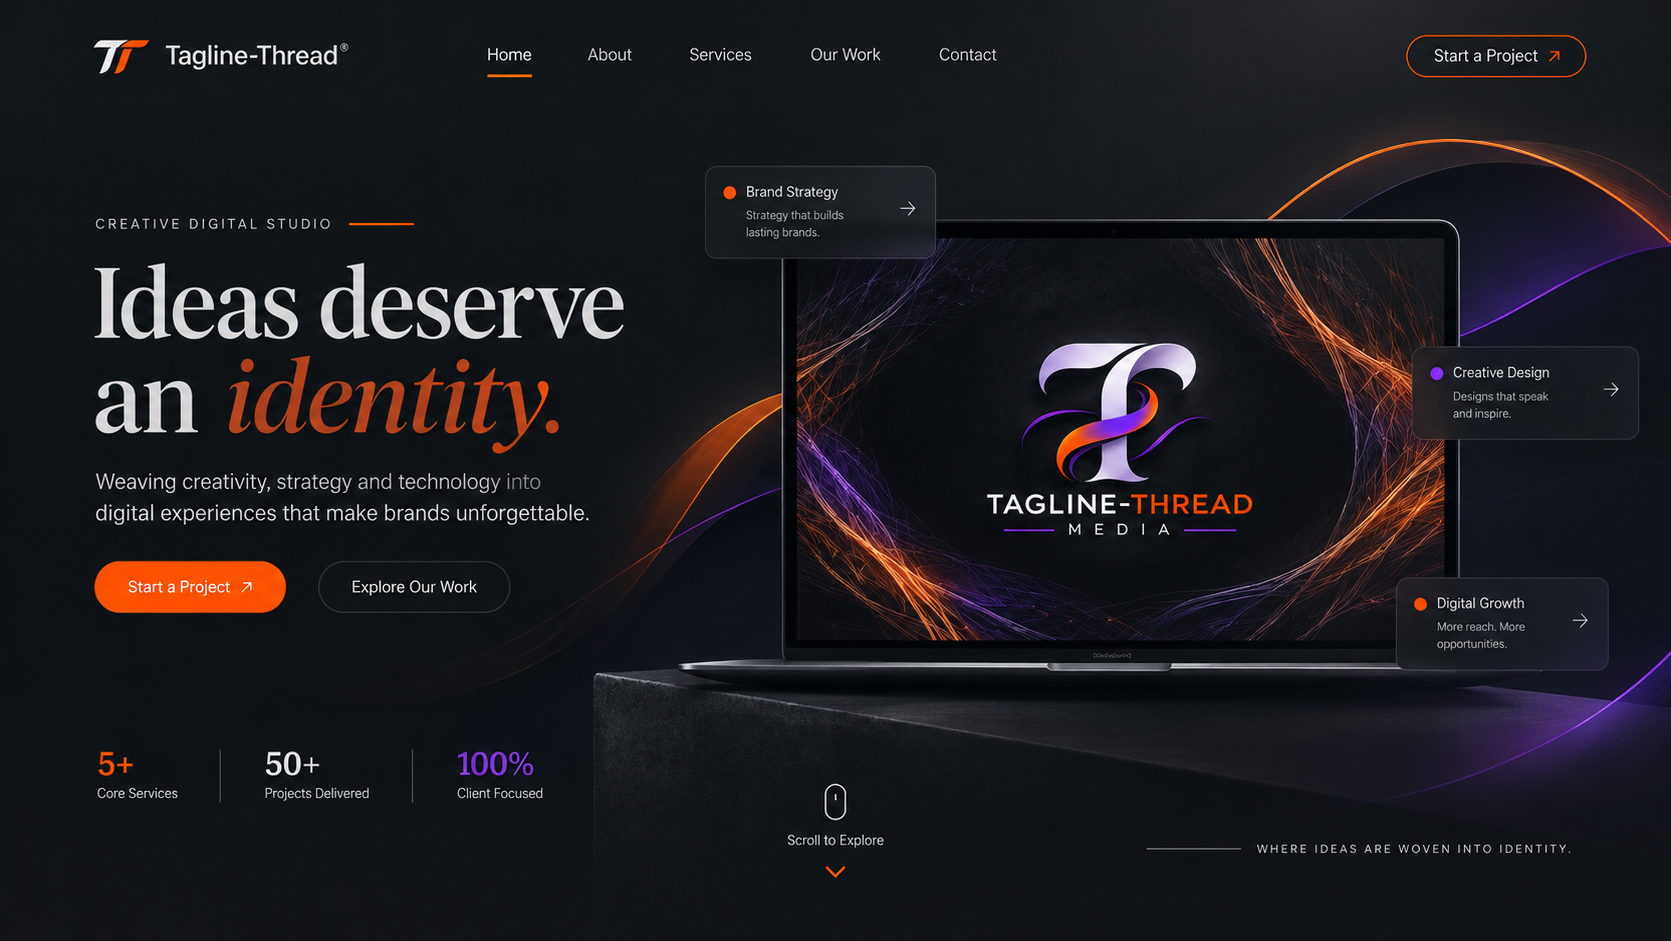 Tagline-Thread®
Home
About
Services
Our Work
Contact
Start a Project
CREATIVE DIGITAL STUDIO
Ideas deserve
an identity.
Weaving creativity, strategy and technology into
digital experiences that make brands unforgettable.
Start a Project
Explore Our Work
5+
Core Services
50+
Projects Delivered
100%
Client Focused
Brand Strategy
Strategy that builds
lasting brands.
TAGLINE-THREAD
MEDIA
Creative Design
Designs that speak
and inspire.
Digital Growth
More reach. More
opportunities.
Scroll to Explore
WHERE IDEAS ARE WOVEN INTO IDENTITY.